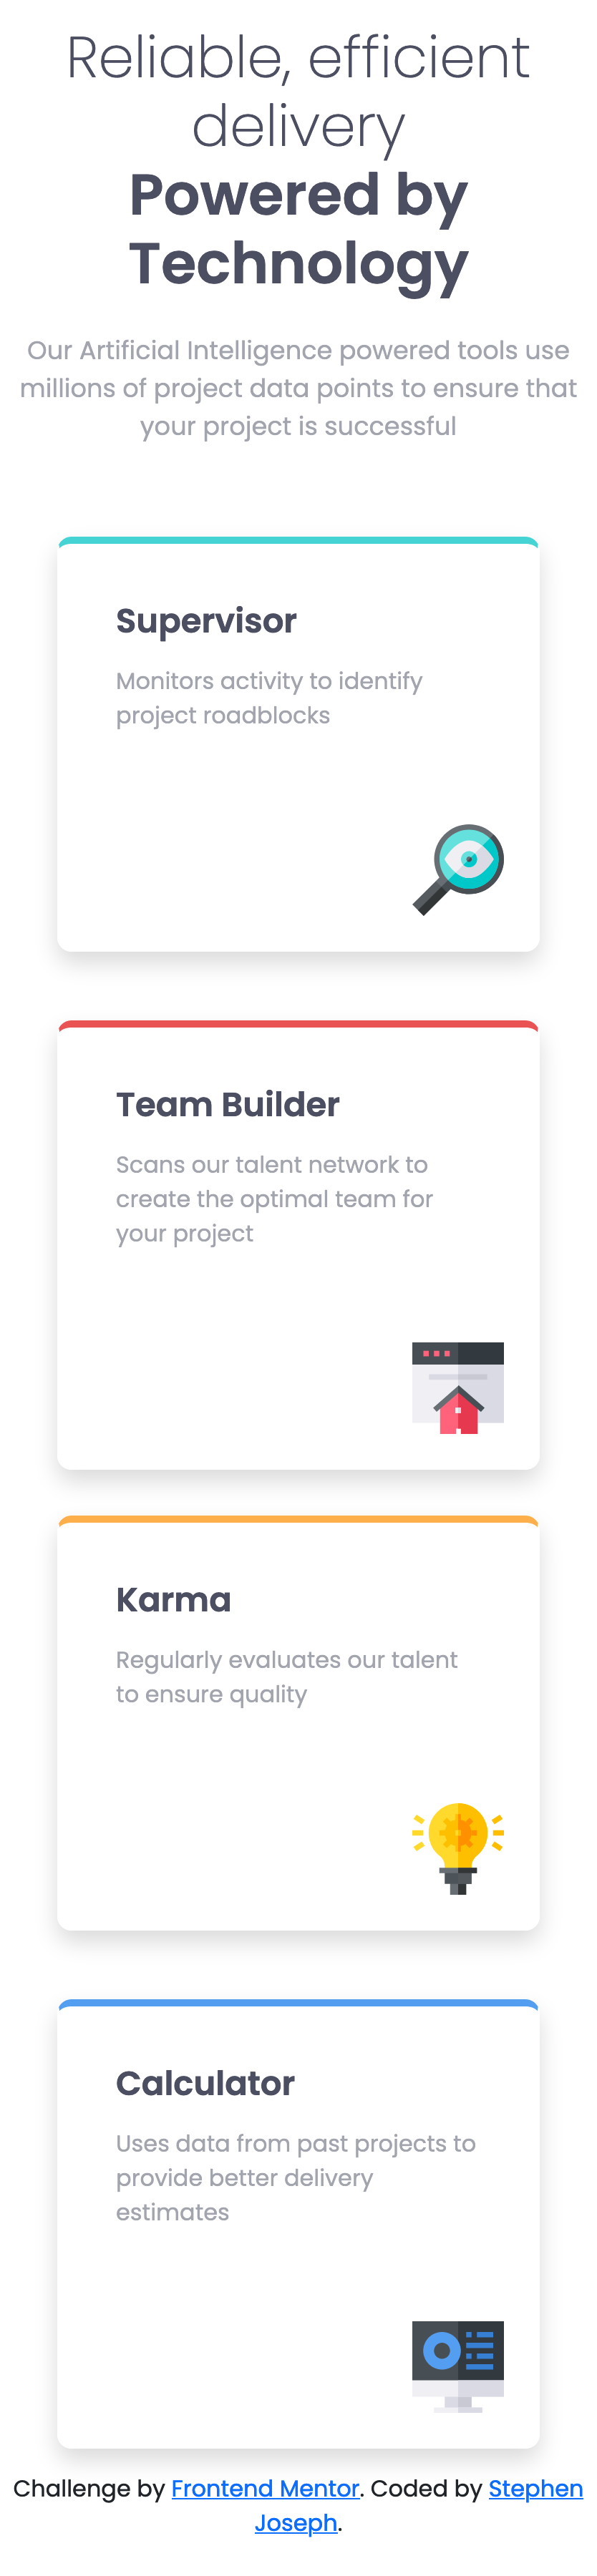 Reliable, efficient
delivery
Powered by
Technology
Our Artificial Intelligence powered tools use
millions of project data points to ensure that
your project is successful
Supervisor
Monitors activity to identify
project roadblocks
Team Builder
Scans our talent network to
create the optimal team for
your project
Karma
Regularly evaluates our talent
to ensure quality
Calculator
Uses data from past projects to
provide better delivery
estimates
Challenge by Frontend Mentor. Coded by Stephen
Joseph.